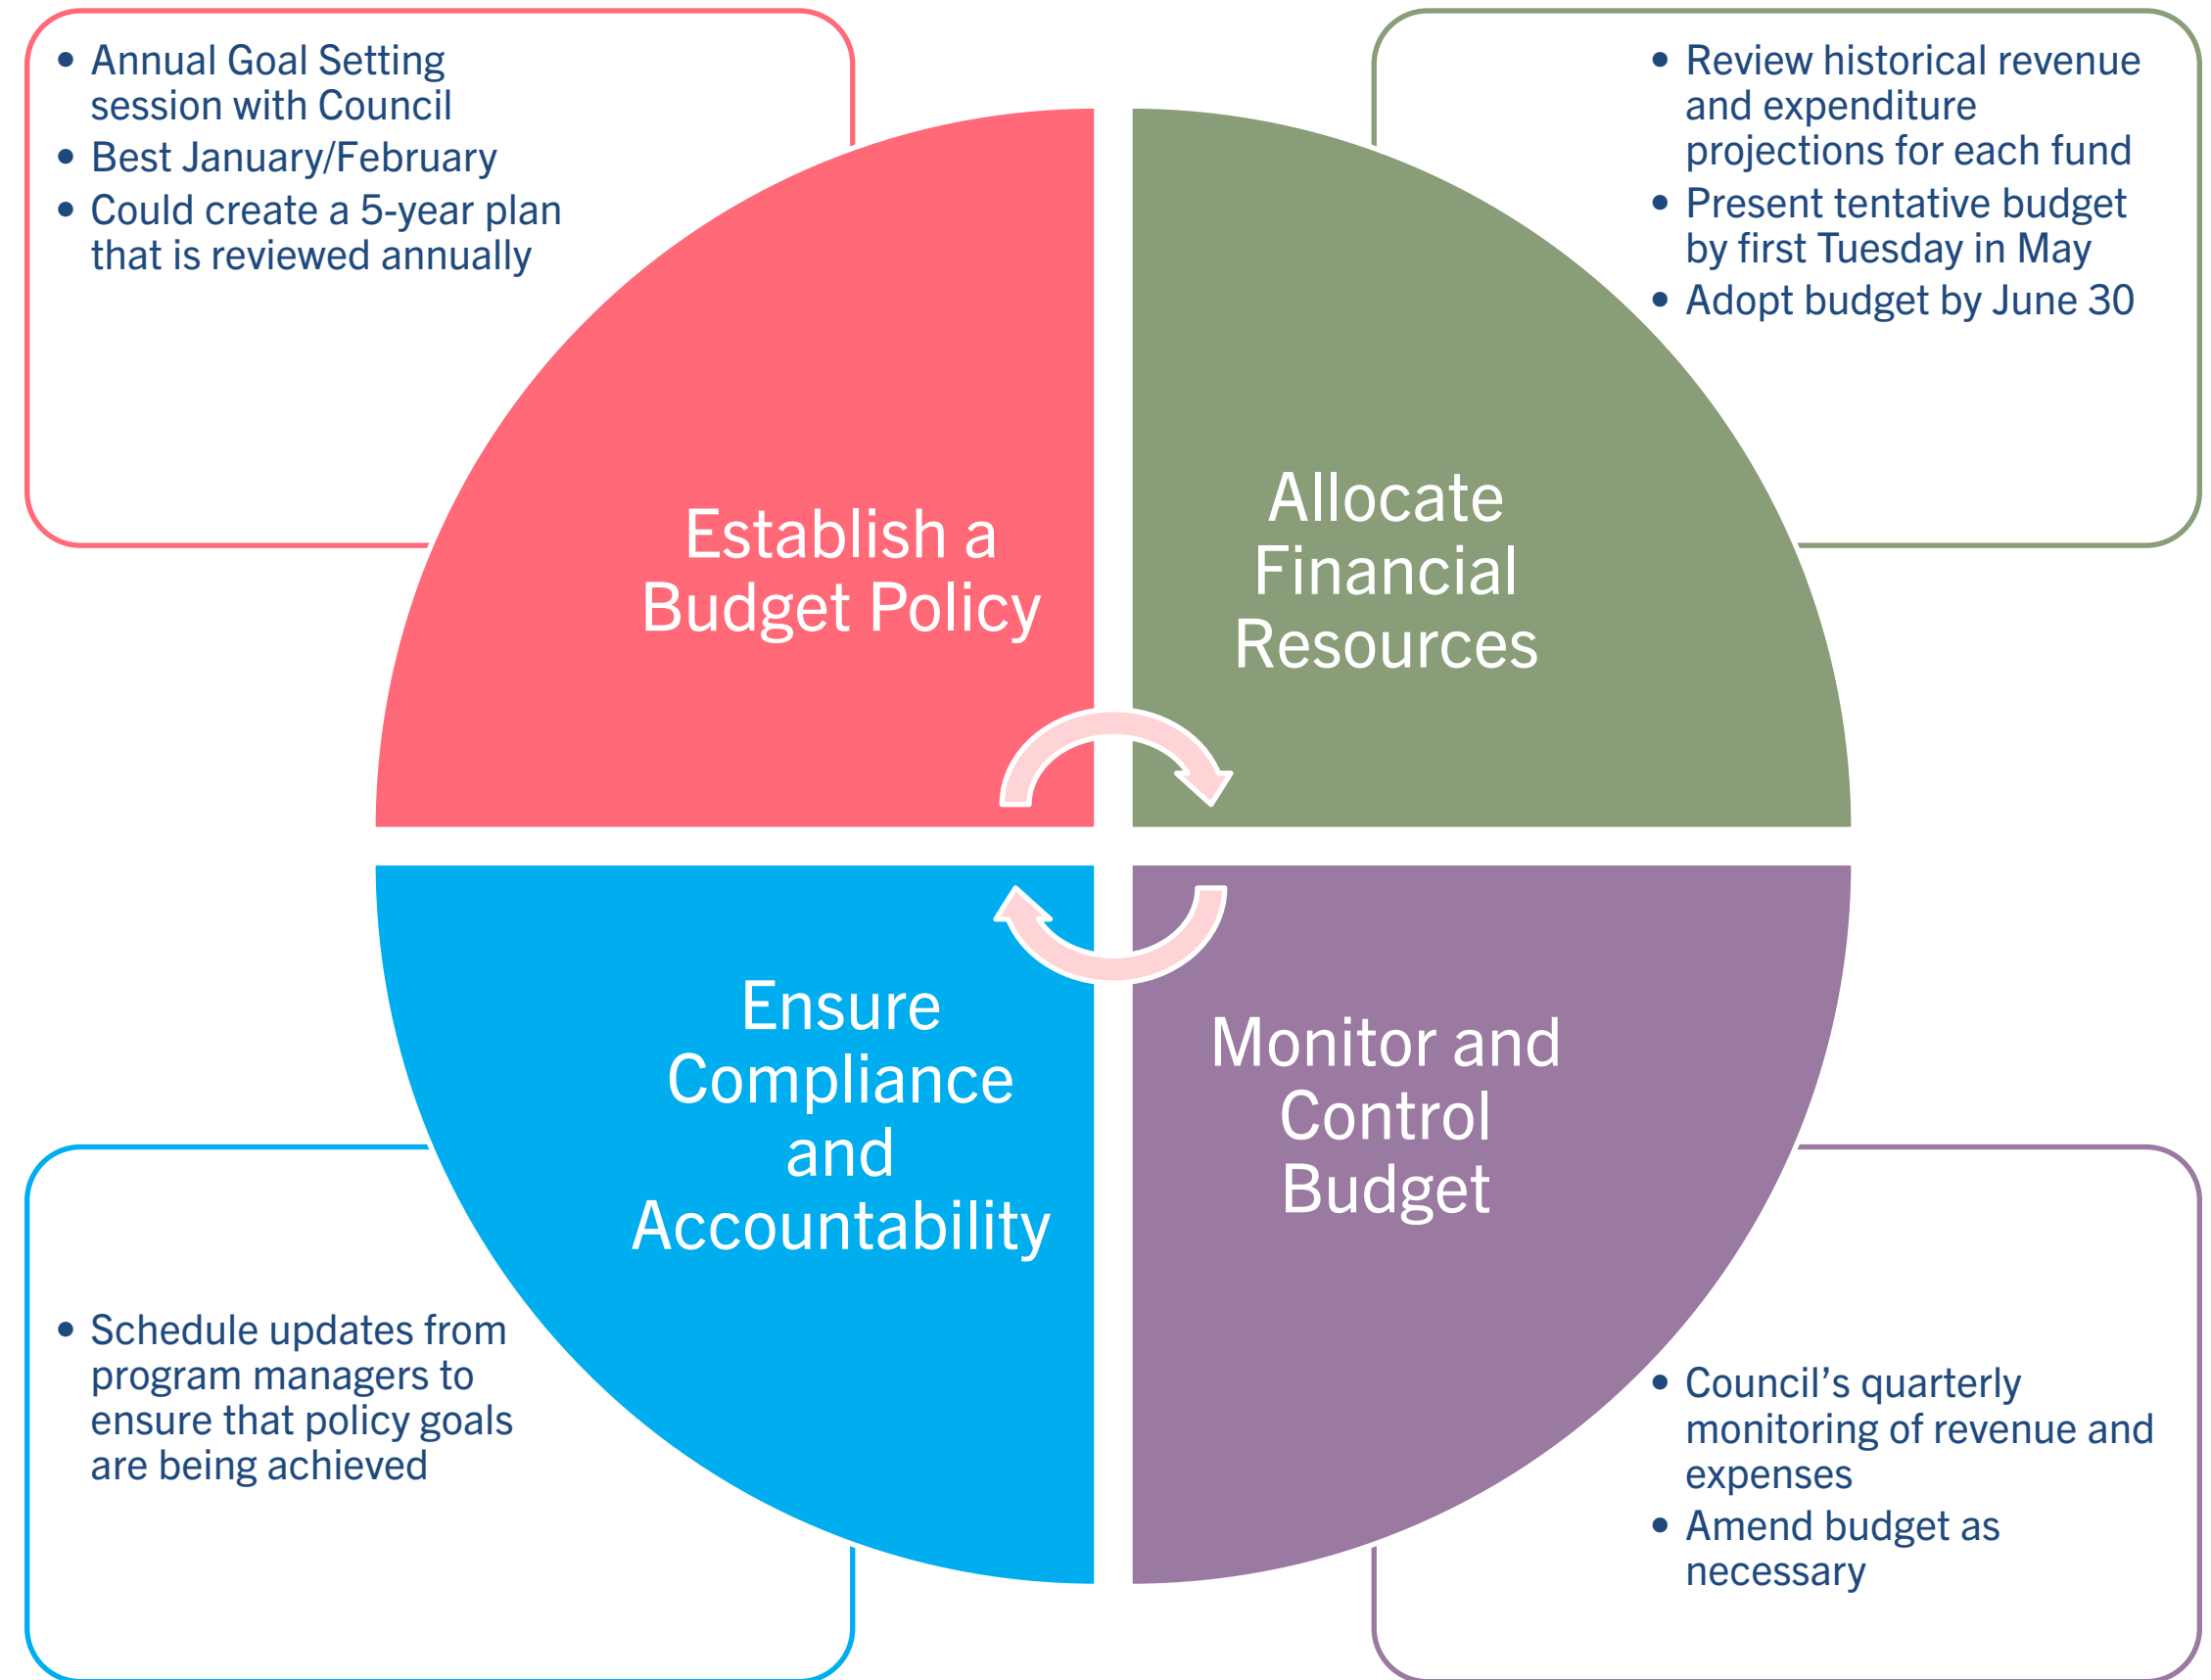 • Annual Goal Setting
session with Council
• Best January/February
• Could create a 5-year plan
that is reviewed annually
Establish a
Budget Policy
• Review historical revenue
and expenditure
projections for each fund
• Present tentative budget
by first Tuesday in May
• Adopt budget by June 30
Allocate
Financial
Resources
Ensure
Compliance
and
Accountability
• Schedule updates from
program managers to
ensure that policy goals
are being achieved
Monitor and
Control
Budget
• Council’s quarterly
monitoring of revenue and
expenses
• Amend budget as
necessary